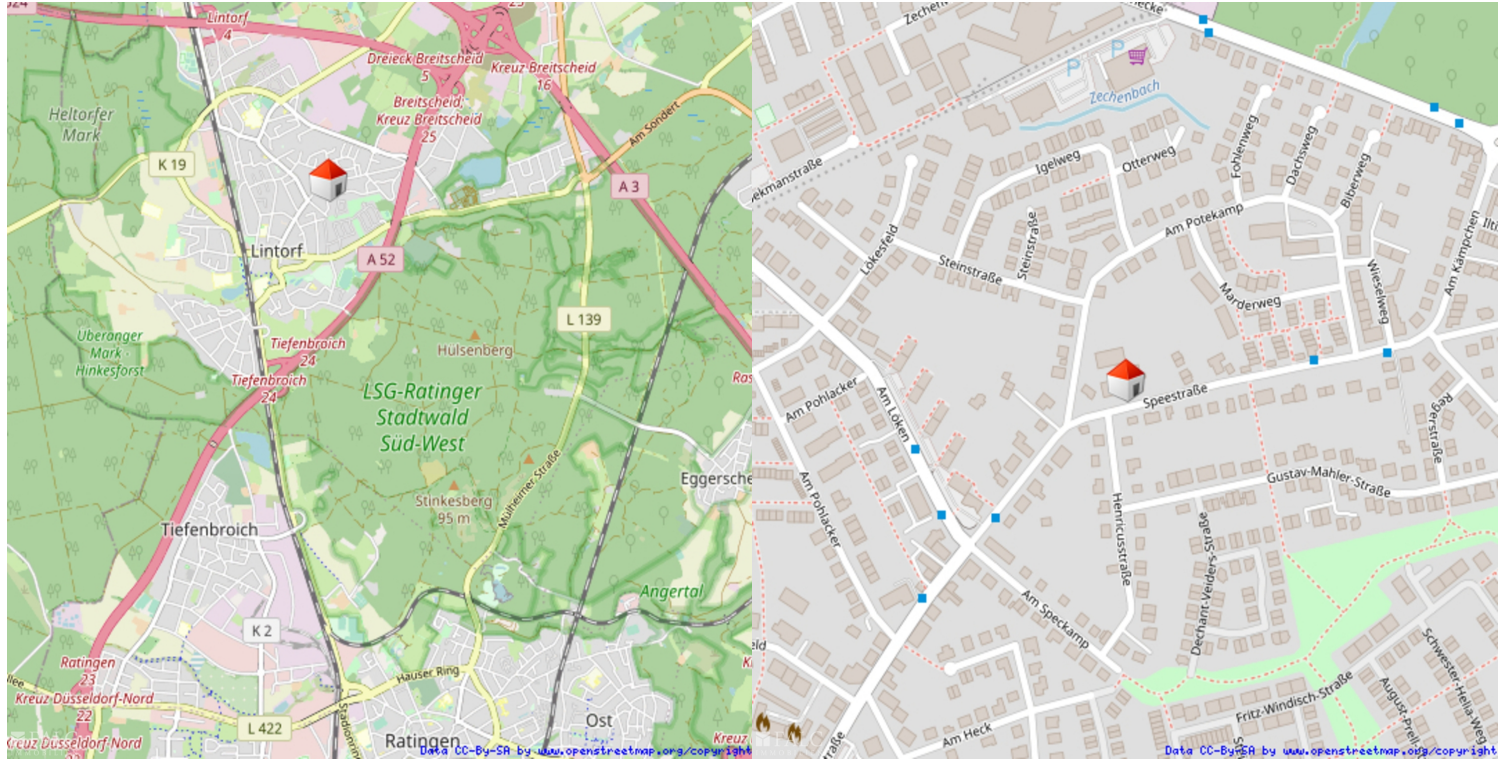 Lintorf
4
Dreieck Breitscheid
5
Kreuz Breitscheid
16
Breitscheid;
Kreuz Breitscheid
25
Heltorfer
Mark
Am Sondert
K 19
A 3
Lintorf
A 52
L 139
Überanger
Mark -
Hinkesforst
Tiefenbroich
24
Tiefenbroich
24
Hülsenberg
LSG-Ratinger
Stadtwald
Süd-West
Stinkesberg
95 m
Mülheimer Straße
Eggersche
Tiefenbroich
Angertal
K 2
Ratingen
23
Kreuz Düsseldorf-Nord
22
Kreuz Düsseldorf-Nord
Hauser Ring
L 422
Ost
Ratingen
Data CC-By-SA by www.openstreetmap.org/copyright
P
P
Zechenbach
Igelweg
Otterweg
Fohlenweg
Dachsweg
Biberweg
Lökesfeld
Steinstraße
Steinstraße
Am Potekamp
Marderweg
Wieselweg
Am Kämpchen
Am Pohlacker
Am Löken
Speestraße
Regerstraße
Am Pohlacker
Gustav-Mahler-Straße
Henricusstraße
Dechant-Veiders-Straße
Am Speckamp
Fritz-Windisch-Straße
Schwester-Helia-Weg
August-Prell
Am Heck
Data CC-By-SA by www.openstreetmap.org/copyright